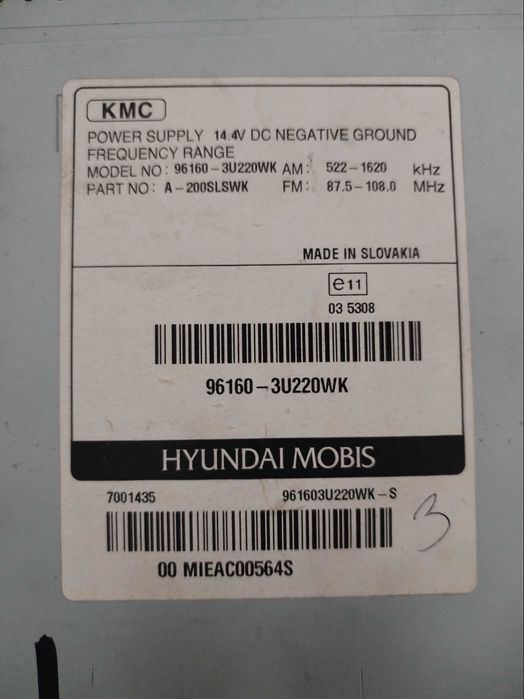 KMC
POWER SUPPLY 14.4V DC NEGATIVE GROUND
FREQUENCY RANGE
MODEL NO: 96160-3U220WK AM: 522-1620 kHz
PART NO: A-200SLSWK FM: 87.5-108.0 MHz
MADE IN SLOVAKIA
e11
03 5308
96160-3U220WK
HYUNDAI MOBIS
7001435 961603U220WK-S
00 MIEAC00564S
3